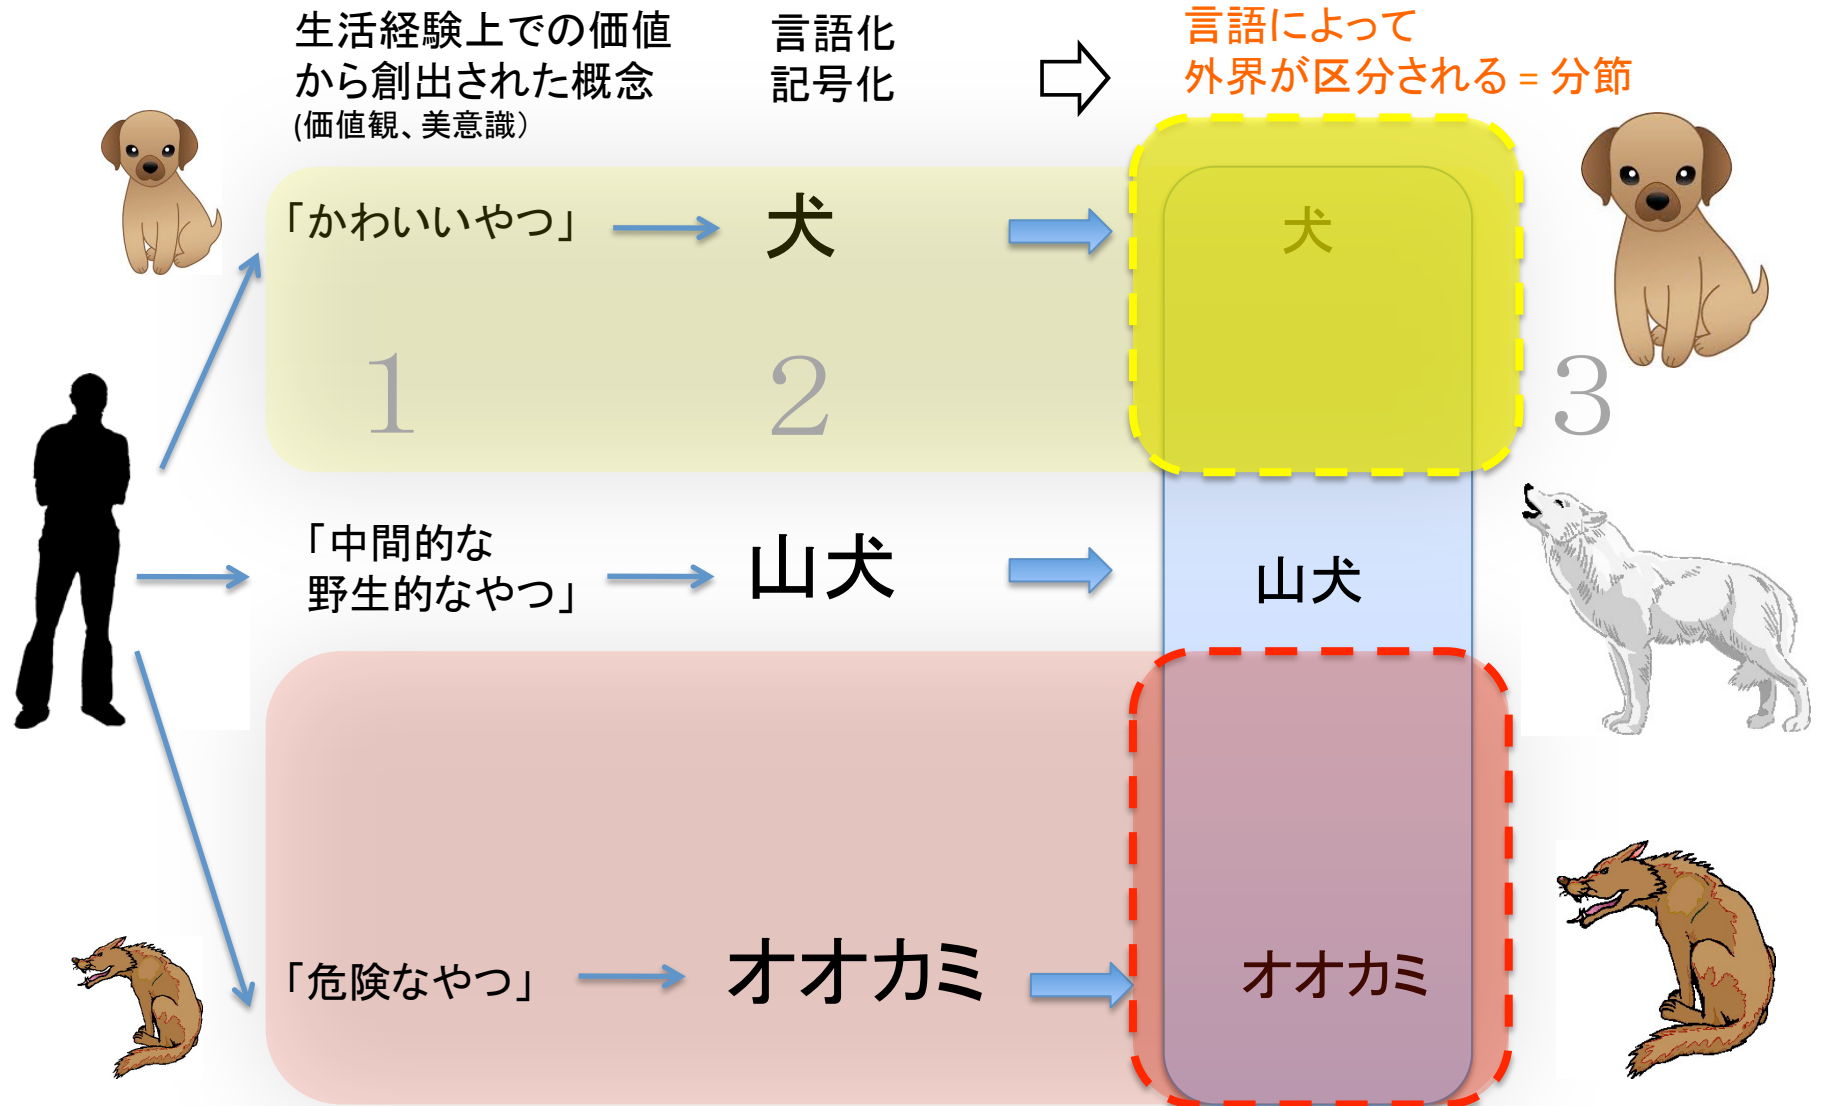 生活経験上での価値
から創出された概念
(価値観、美意識）
言語化
記号化
言語によって
外界が区分される = 分節
「かわいいやつ」
犬
犬
1
2
3
「中間的な
野生的なやつ」
山犬
山犬
「危険なやつ」
オオカミ
オオカミ